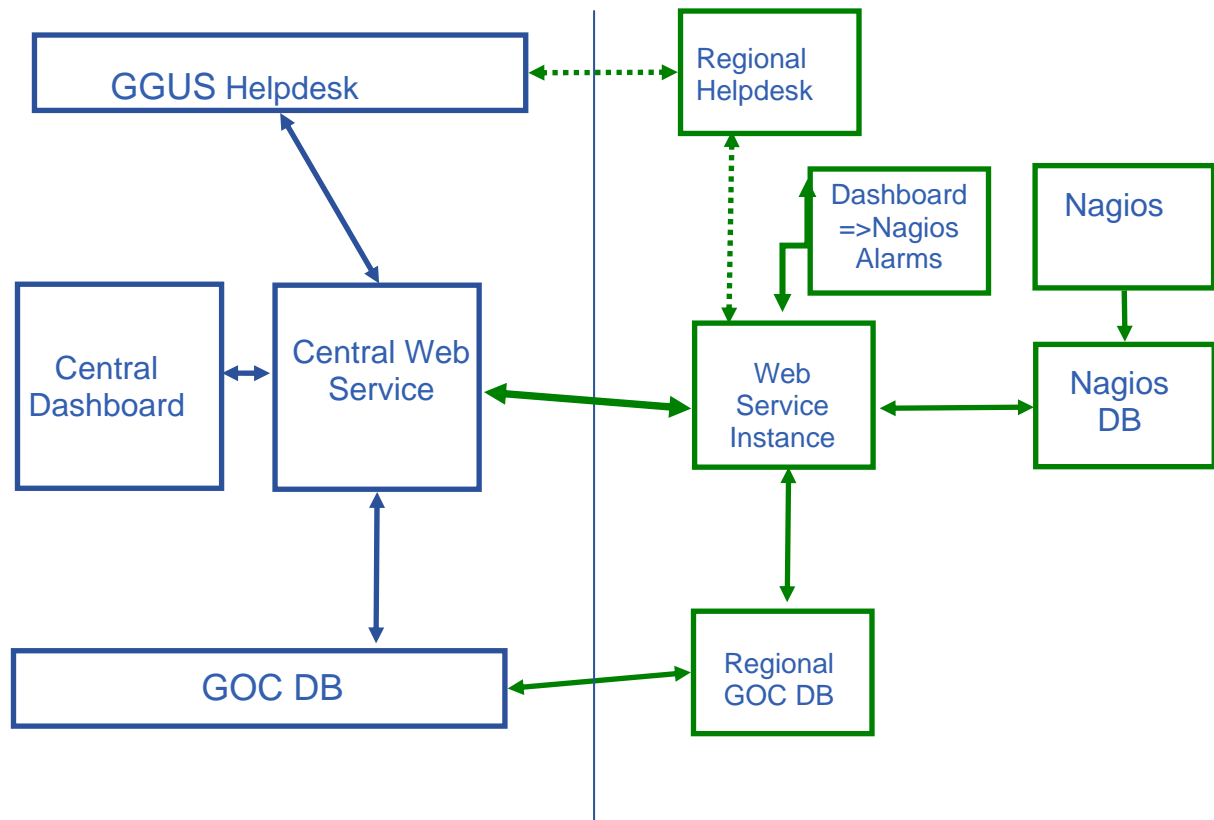 GGUS Helpdesk
Regional
Helpdesk
Dashboard
=>Nagios
Alarms
Nagios
Central
Dashboard
Central Web
Service
Web
Service
Instance
Nagios
DB
GOC DB
Regional
GOC DB